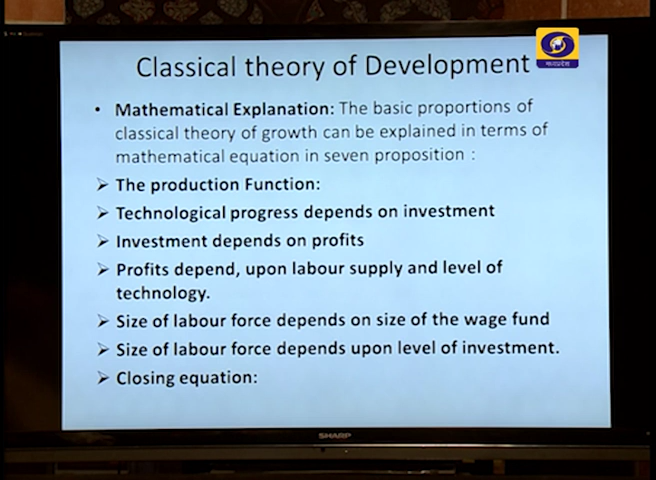 Classical theory of Development
मध्यप्रदेश
• Mathematical Explanation: The basic proportions of
classical theory of growth can be explained in terms of
mathematical equation in seven proposition :
➢ The production Function:
➢ Technological progress depends on investment
➢ Investment depends on profits
➢ Profits depend, upon labour supply and level of
technology.
➢ Size of labour force depends on size of the wage fund
➢ Size of labour force depends upon level of investment.
➢ Closing equation:
SHARP